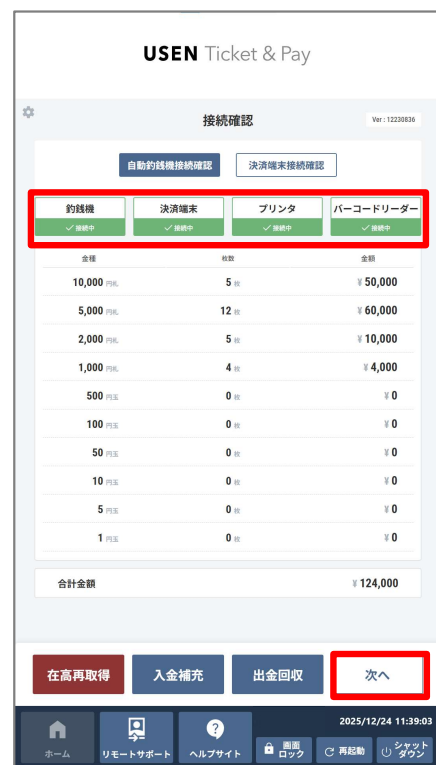 USEN Ticket & Pay
接続確認
Ver : 12230836
自動釣銭機接続確認 決済端末接続確認
釣銭機 決済端末 プリンタ バーコードリーダー
✓ 接続中 ✓ 接続中 ✓ 接続中 ✓ 接続中
金種 枚数 金額
10,000 円札 5 枚 ¥ 50,000
5,000 円札 12 枚 ¥ 60,000
2,000 円札 5 枚 ¥ 10,000
1,000 円札 4 枚 ¥ 4,000
500 円玉 0 枚 ¥ 0
100 円玉 0 枚 ¥ 0
50 円玉 0 枚 ¥ 0
10 円玉 0 枚 ¥ 0
5 円玉 0 枚 ¥ 0
1 円玉 0 枚 ¥ 0
合計金額 ¥ 124,000
在高再取得 入金補充 出金回収 次へ
2025/12/24 11:39:03
ホーム リモートサポート ヘルプサイト 画面ロック 再起動 シャットダウン